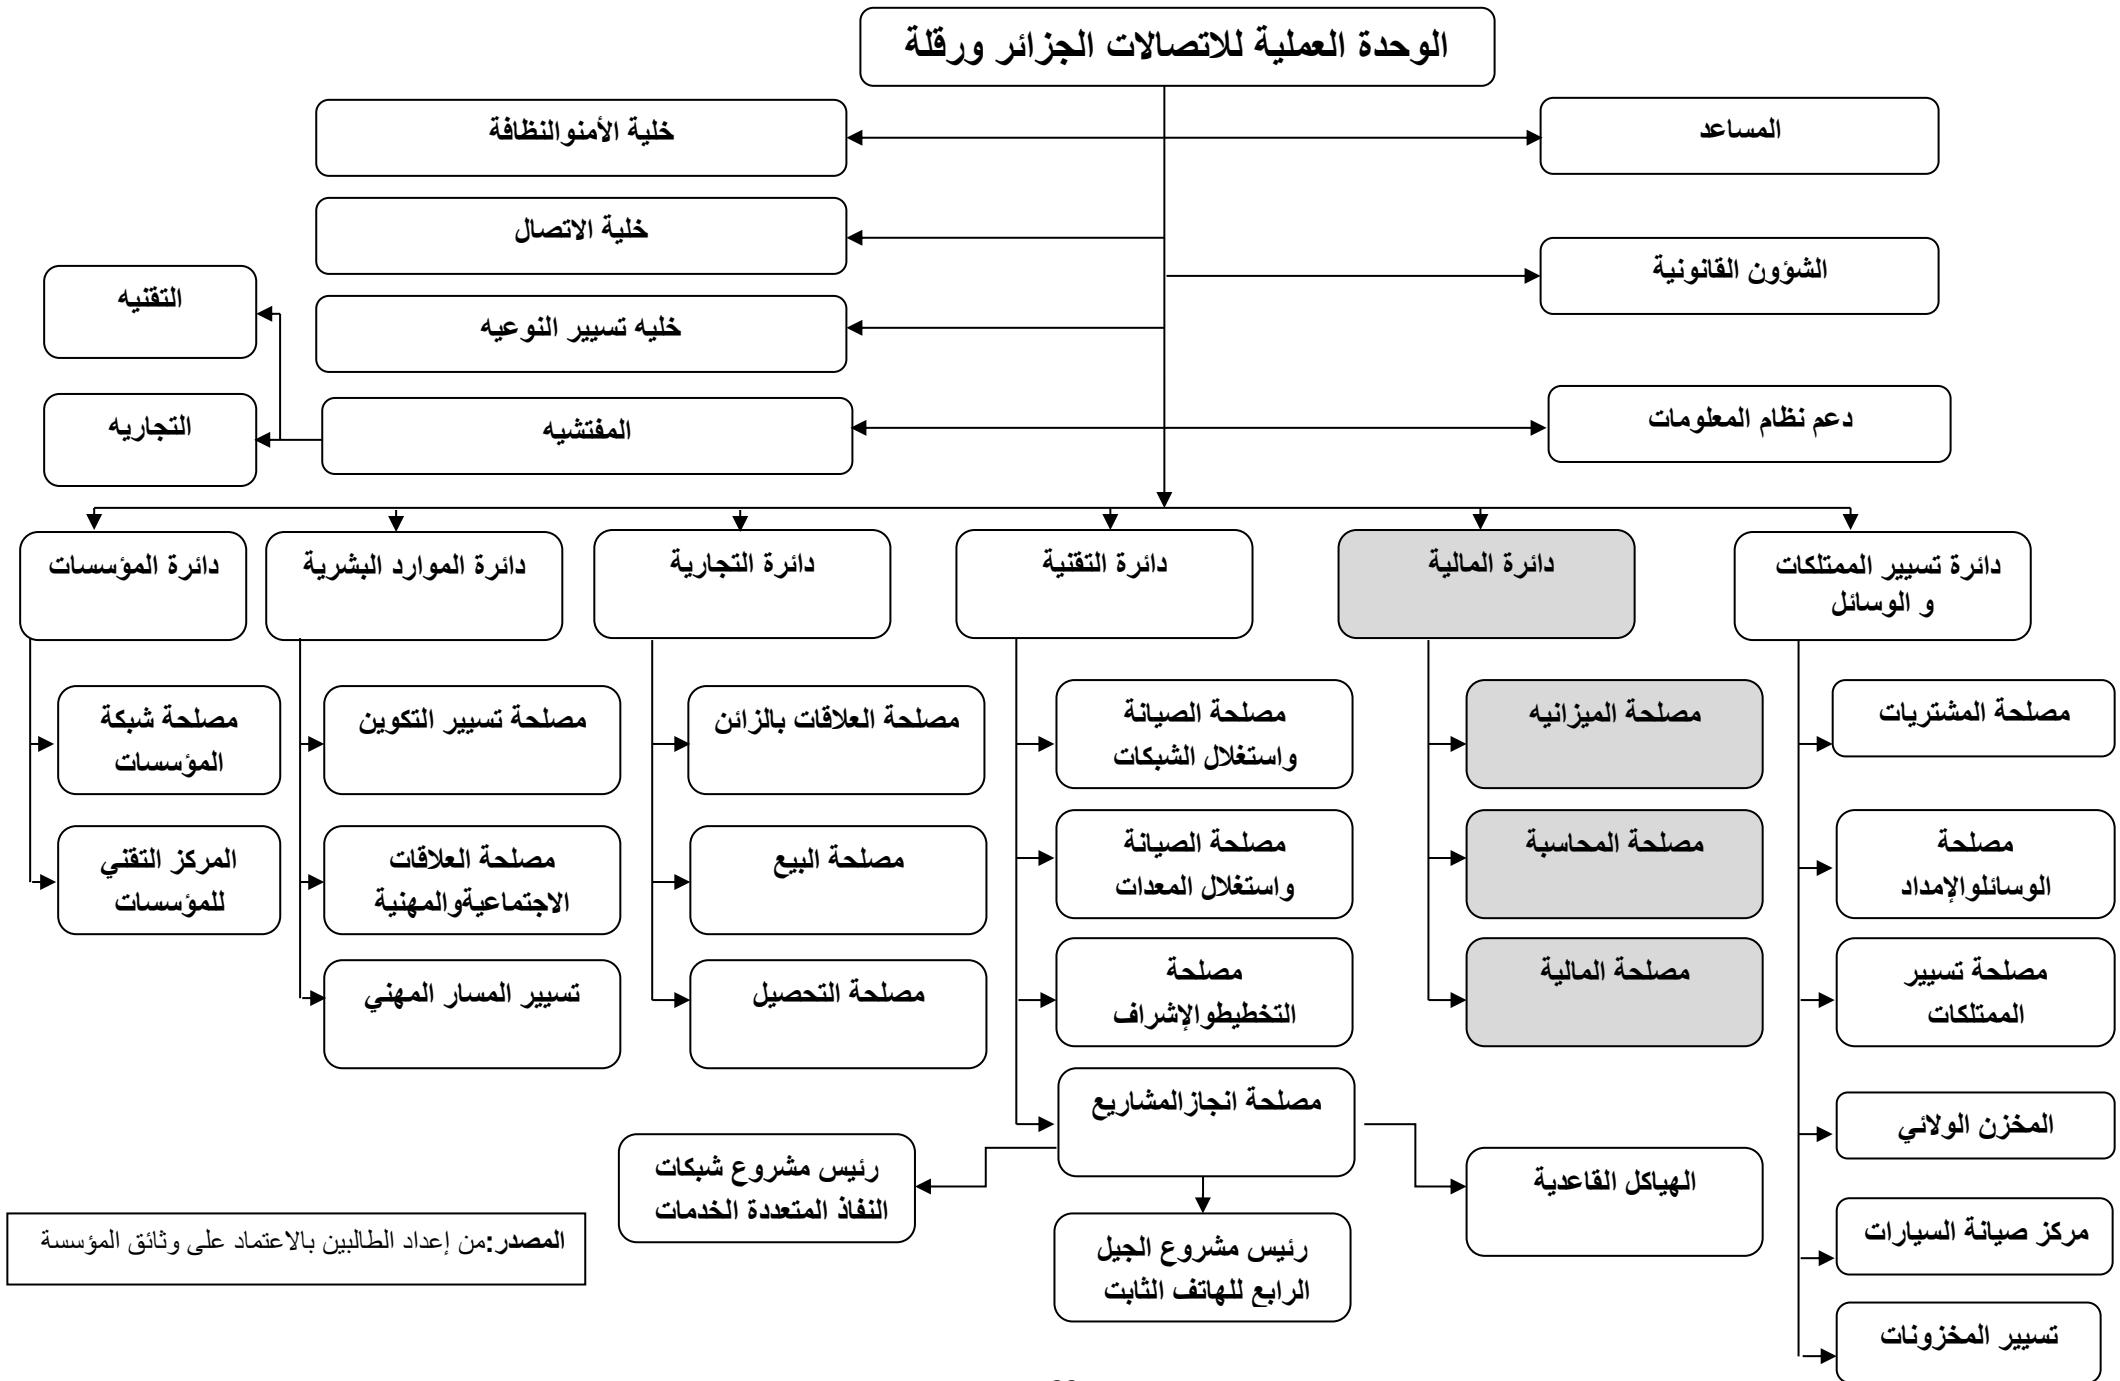 الوحدة العملية للاتصالات الجزائر ورقلة
المساعد
خلية الأمنوالنظافة
خلية الاتصال
الشؤون القانونية
خليه تسيير النوعيه
التقنيه
دعم نظام المعلومات
المفتشيه
التجاريه
دائرة تسيير الممتلكات
و الوسائل
دائرة المالية
دائرة التقنية
دائرة التجارية
دائرة الموارد البشرية
دائرة المؤسسات
مصلحة المشتريات
مصلحة
الوسائلوالإمداد
مصلحة تسيير
الممتلكات
المخزن الولائي
مركز صيانة السيارات
تسيير المخزونات
مصلحة الميزانيه
مصلحة المحاسبة
مصلحة المالية
مصلحة الصيانة
واستغلال الشبكات
مصلحة الصيانة
واستغلال المعدات
مصلحة
التخطيطوالإشراف
مصلحة انجازالمشاريع
الهياكل القاعدية
رئيس مشروع الجيل
الرابع للهاتف الثابت
رئيس مشروع شبكات
النفاذ المتعددة الخدمات
مصلحة العلاقات بالزائن
مصلحة البيع
مصلحة التحصيل
مصلحة تسيير التكوين
مصلحة العلاقات
الاجتماعيةوالمهنية
تسيير المسار المهني
مصلحة شبكة
المؤسسات
المركز التقني
للمؤسسات
المصدر:من إعداد الطالبين بالاعتماد على وثائق المؤسسة